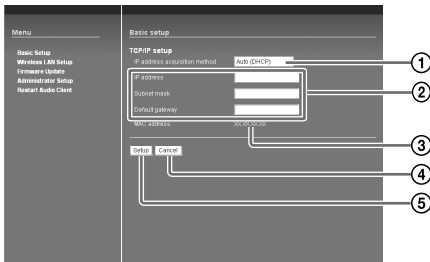 Menu
Basic Setup
Wireless LAN Setup
Firmware Update
Administrator Setup
Restart Audio Client
Basic setup
TCP/IP setup
IP address acquisition method Auto (DHCP)
IP address
Subnet mask
Default gateway
MAC address
Setup Cancel
1
2
3
4
5